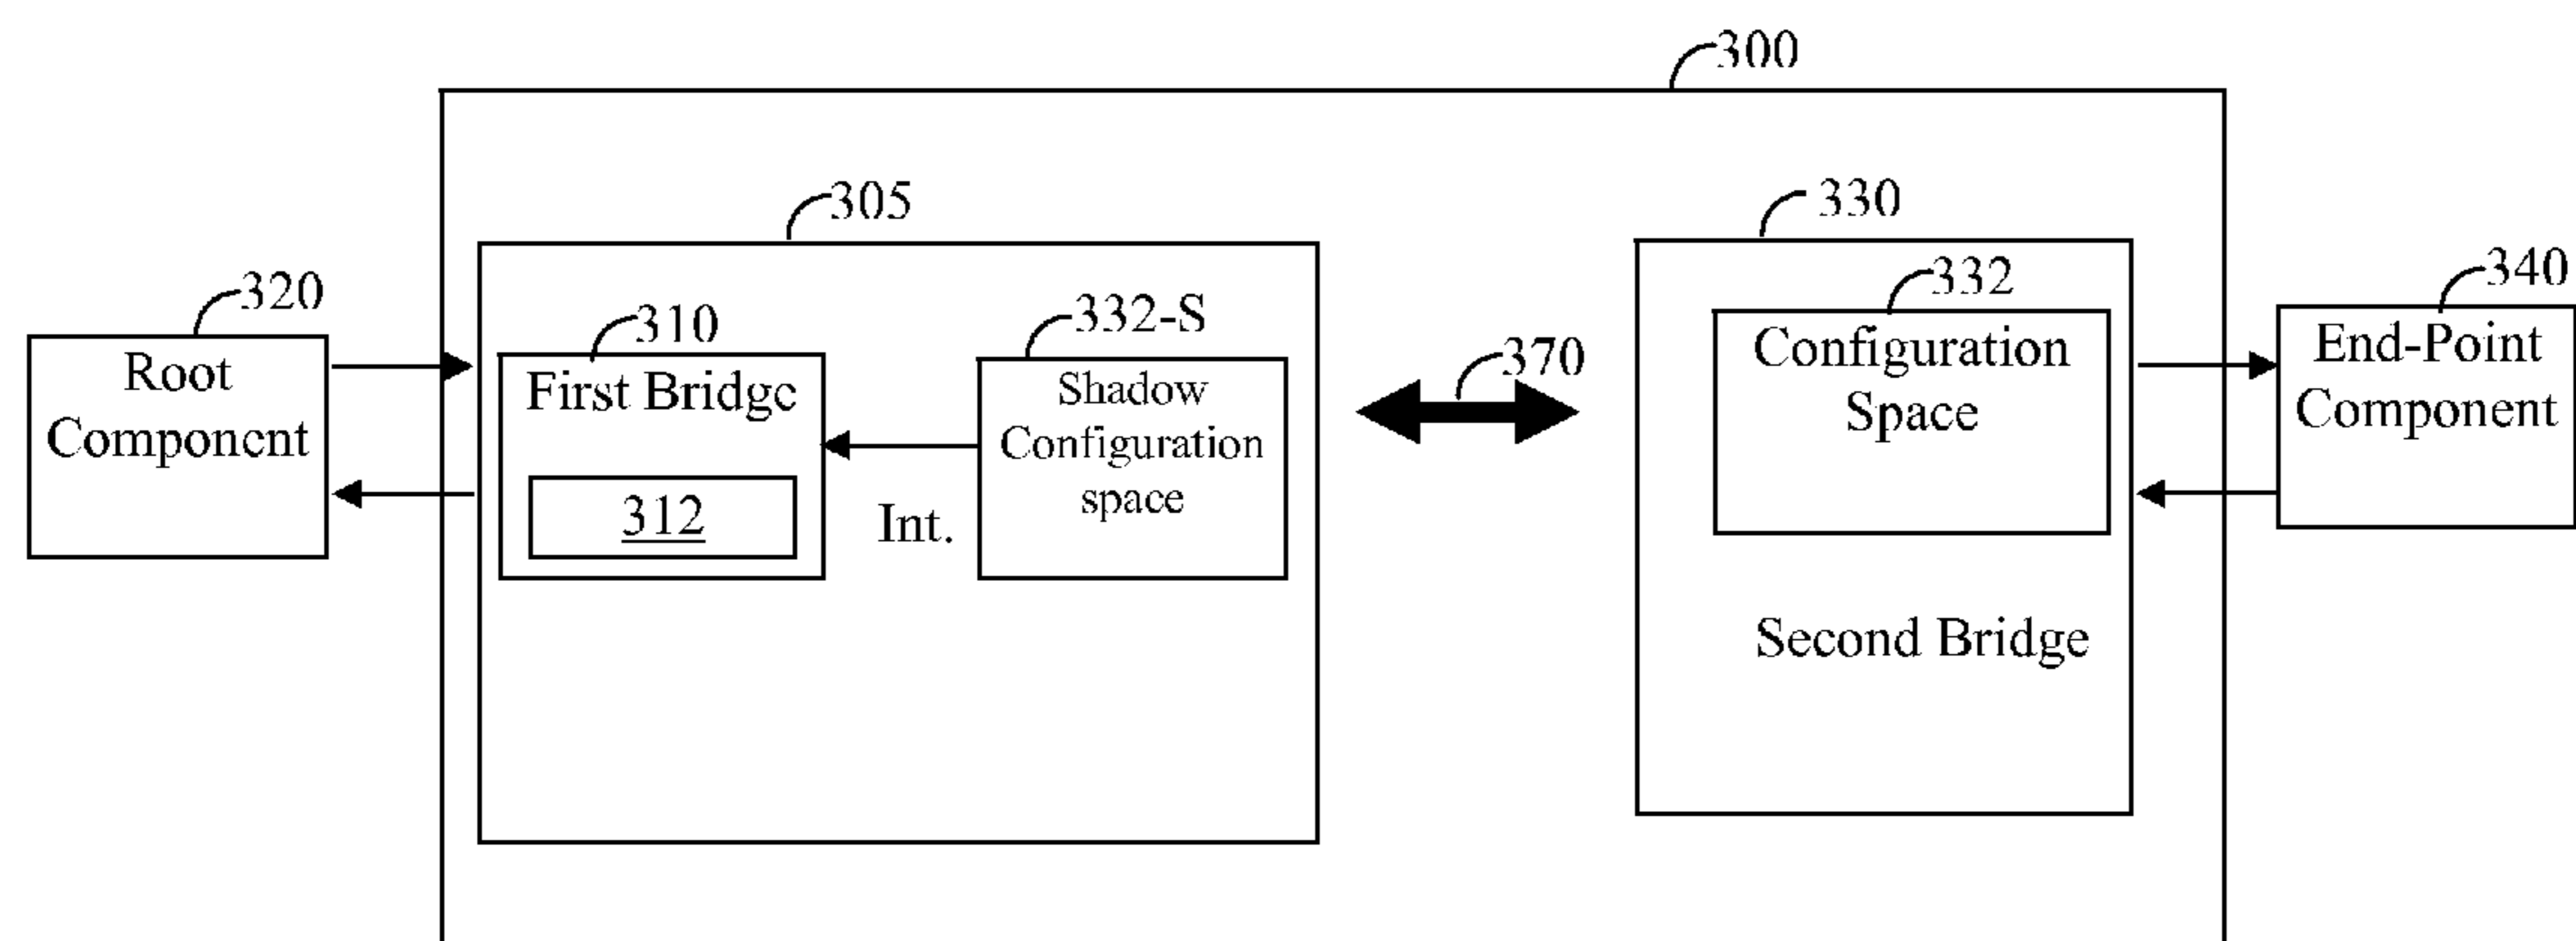 300
305
330
320
310
332-S
332
340
370
Root
Component
First Bridge
312
Int.
Shadow
Configuration
space
Configuration
Space
Second Bridge
End-Point
Component